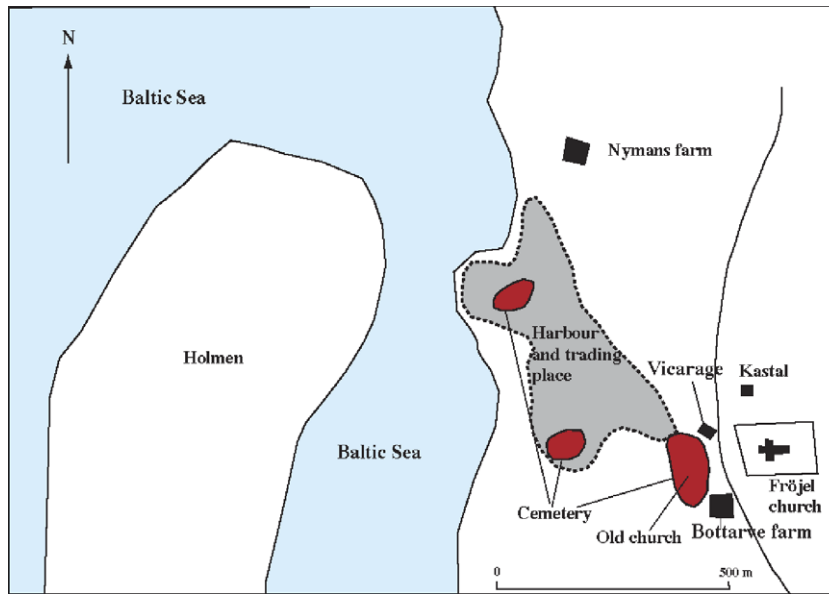 N
Baltic Sea
Nymans farm
Harbour
and trading
place
Holmen
Vicarage
Kastal
Baltic Sea
Fröjel
church
Cemetery
Old church
Bottarve farm
0
500 m